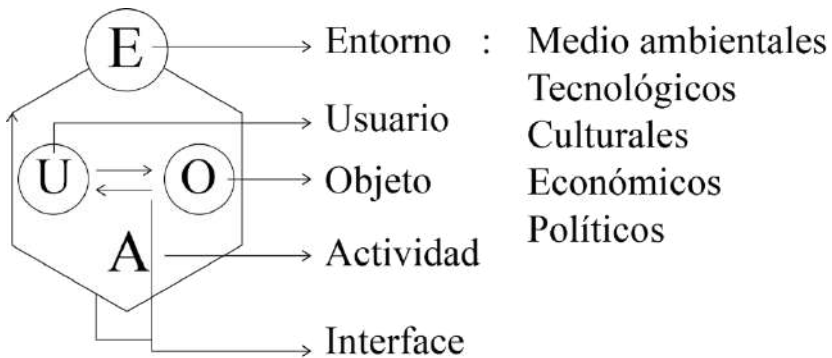 E Entorno : Medio ambientales
Tecnológicos
Usuario
Culturales
U O Objeto
Económicos
Políticos
A Actividad
Interface